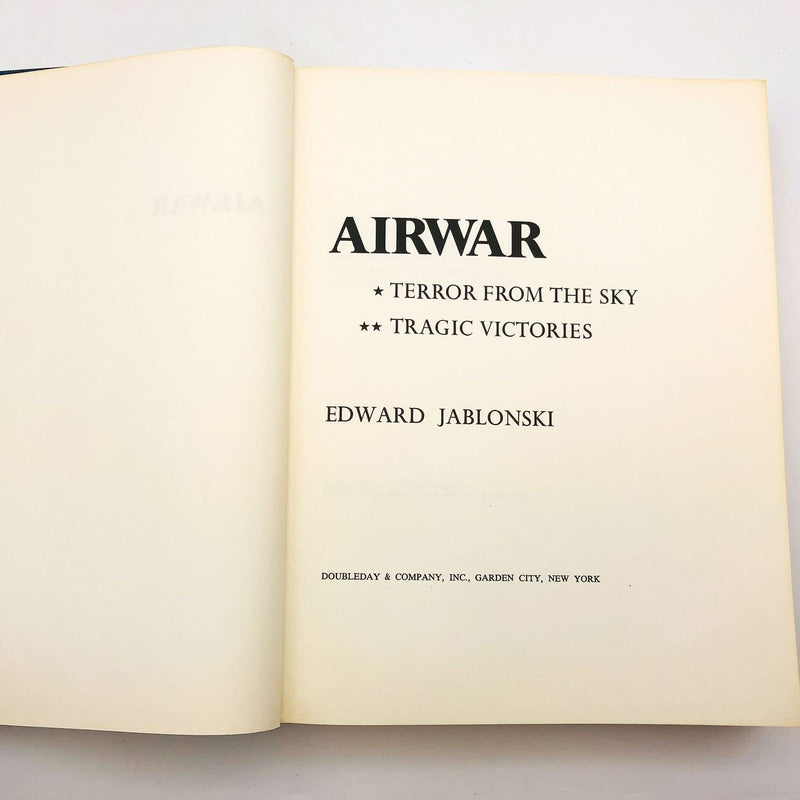 AIRWAR
★ TERROR FROM THE SKY
★★ TRAGIC VICTORIES
EDWARD JABLONSKI
DOUBLEDAY & COMPANY, INC., GARDEN CITY, NEW YORK